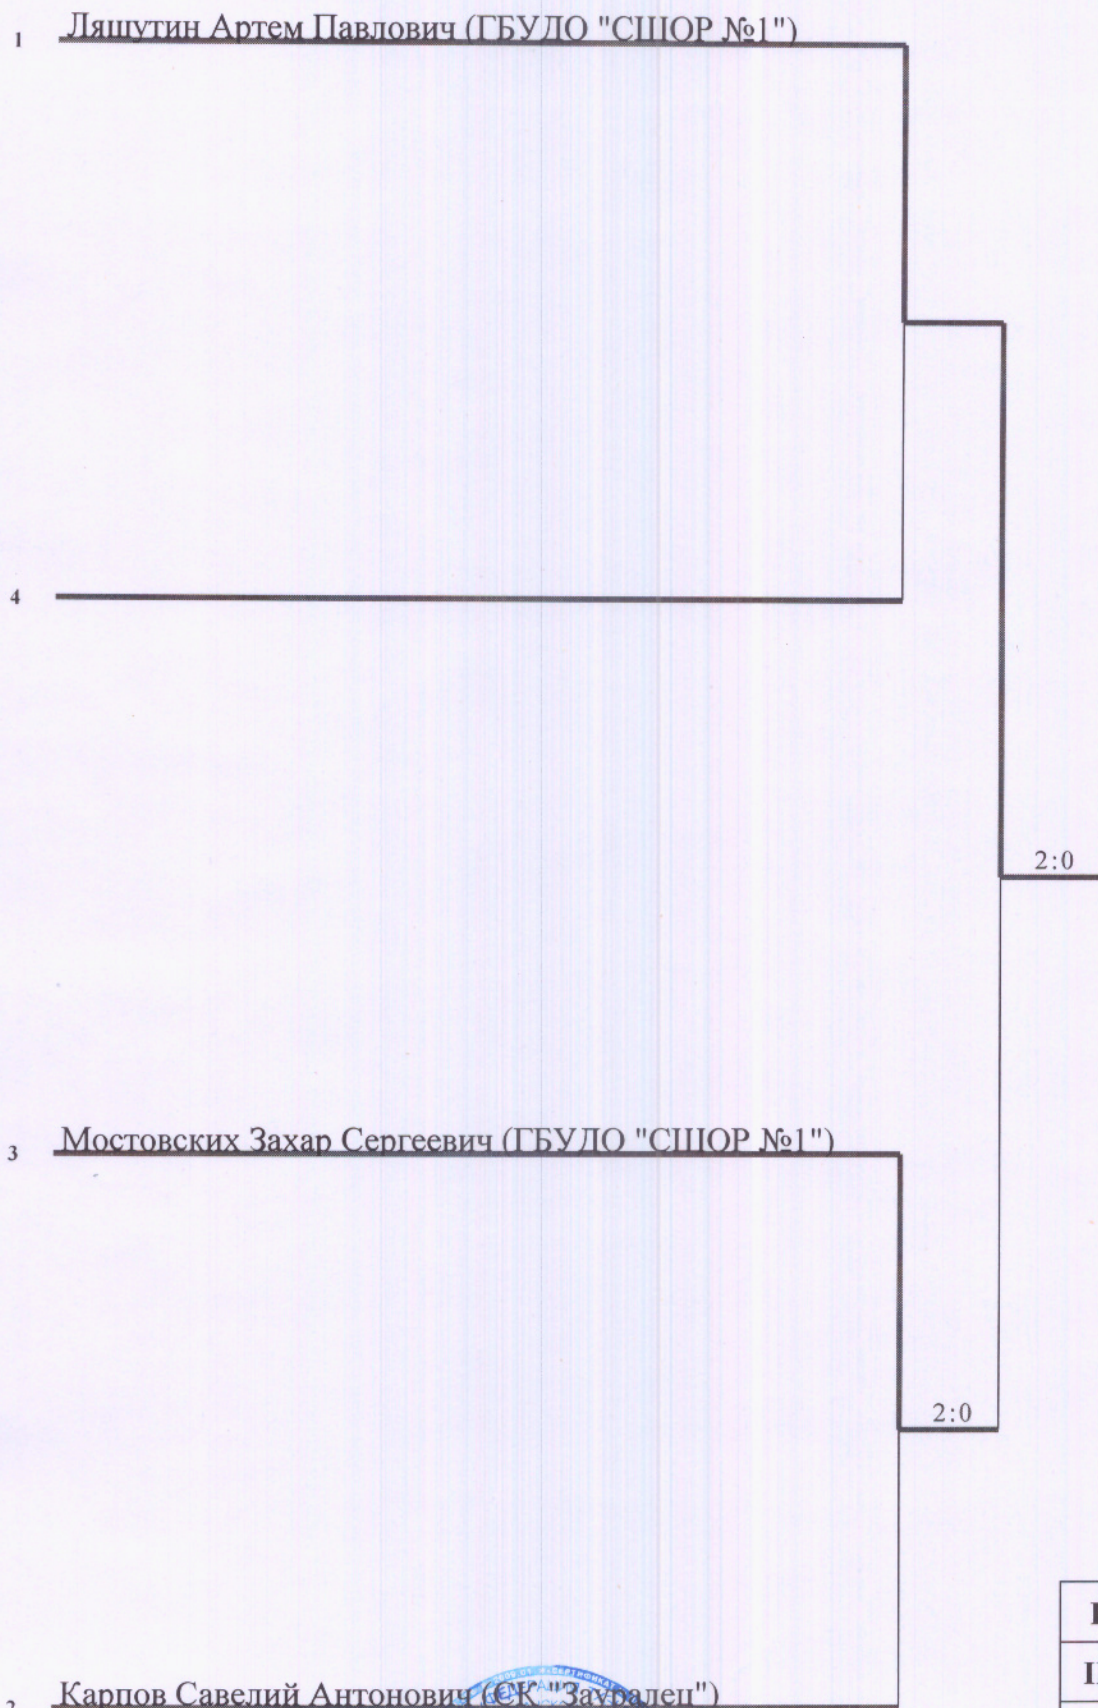 1 Ляшутин Артем Павлович (ГБУДО "СШОР №1")
4
2:0
3 Мостовских Захар Сергеевич (ГБУДО "СШОР №1")
2:0
Карпов Савелий Антонович (СК "Зауралец")